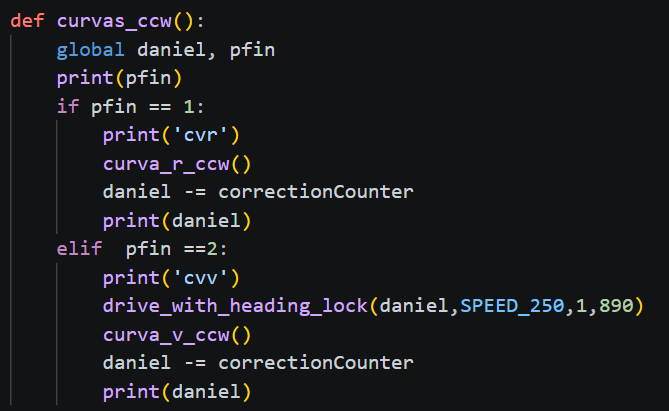 def curvas_ccw():
    global daniel, pfin
    print(pfin)
    if pfin == 1:
        print('cvr')
        curva_r_ccw()
        daniel -= correctionCounter
        print(daniel)
    elif  pfin ==2:
        print('cvv')
        drive_with_heading_lock(daniel,SPEED_250,1,890)
        curva_v_ccw()
        daniel -= correctionCounter
        print(daniel)